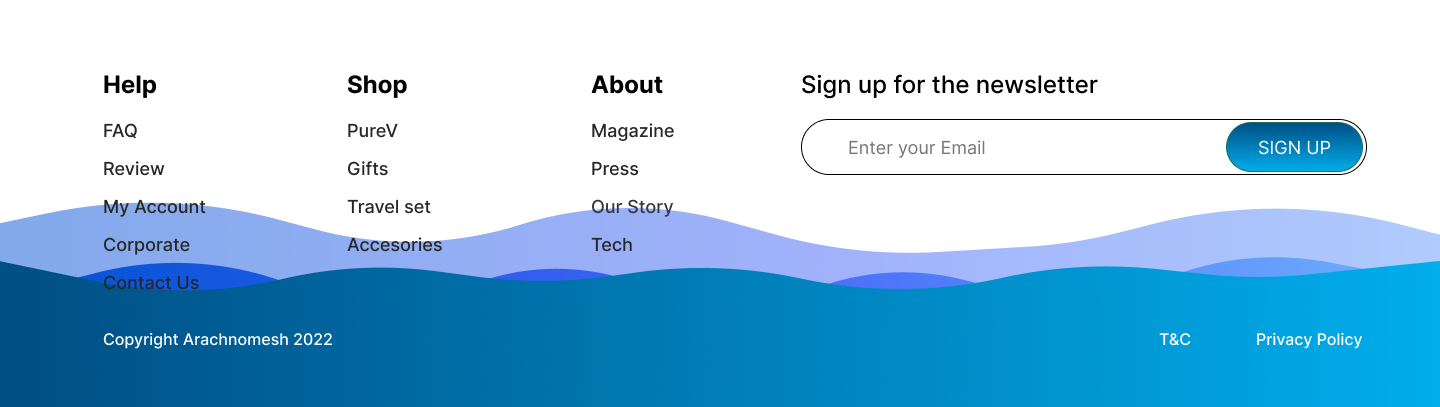 Help
FAQ
Review
My Account
Corporate
Contact Us
Shop
PureV
Gifts
Travel set
Accesories
About
Magazine
Press
Our Story
Tech
Sign up for the newsletter
Enter your Email
SIGN UP
Copyright Arachnomesh 2022
T&C
Privacy Policy